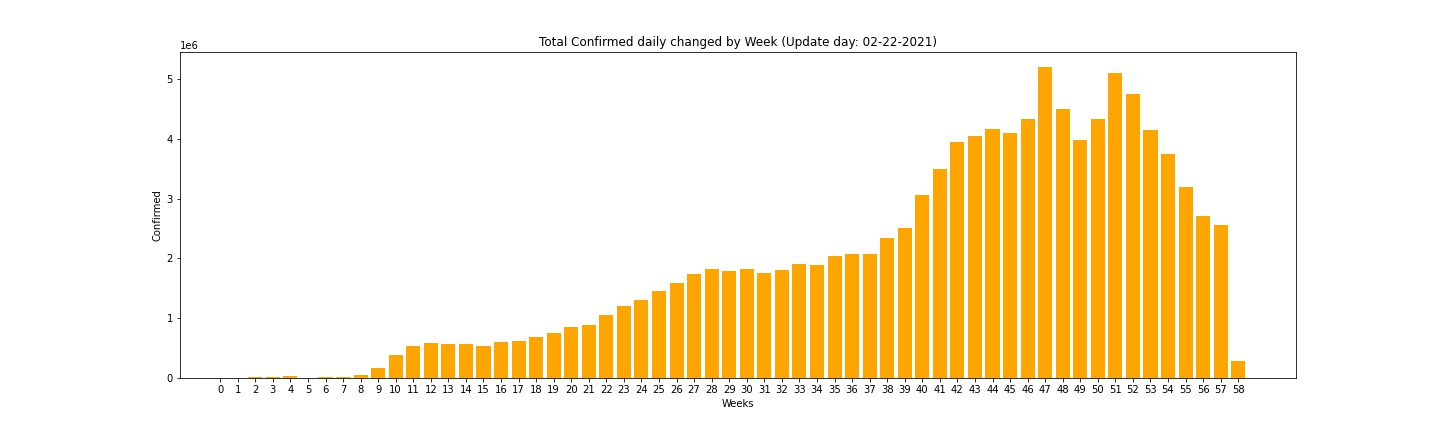 Total Confirmed daily changed by Week (Update day: 02-22-2021)
1e6
5
4
3
2
1
0
Confirmed
0 1 2 3 4 5 6 7 8 9 10 11 12 13 14 15 16 17 18 19 20 21 22 23 24 25 26 27 28 29 30 31 32 33 34 35 36 37 38 39 40 41 42 43 44 45 46 47 48 49 50 51 52 53 54 55 56 57 58
Weeks